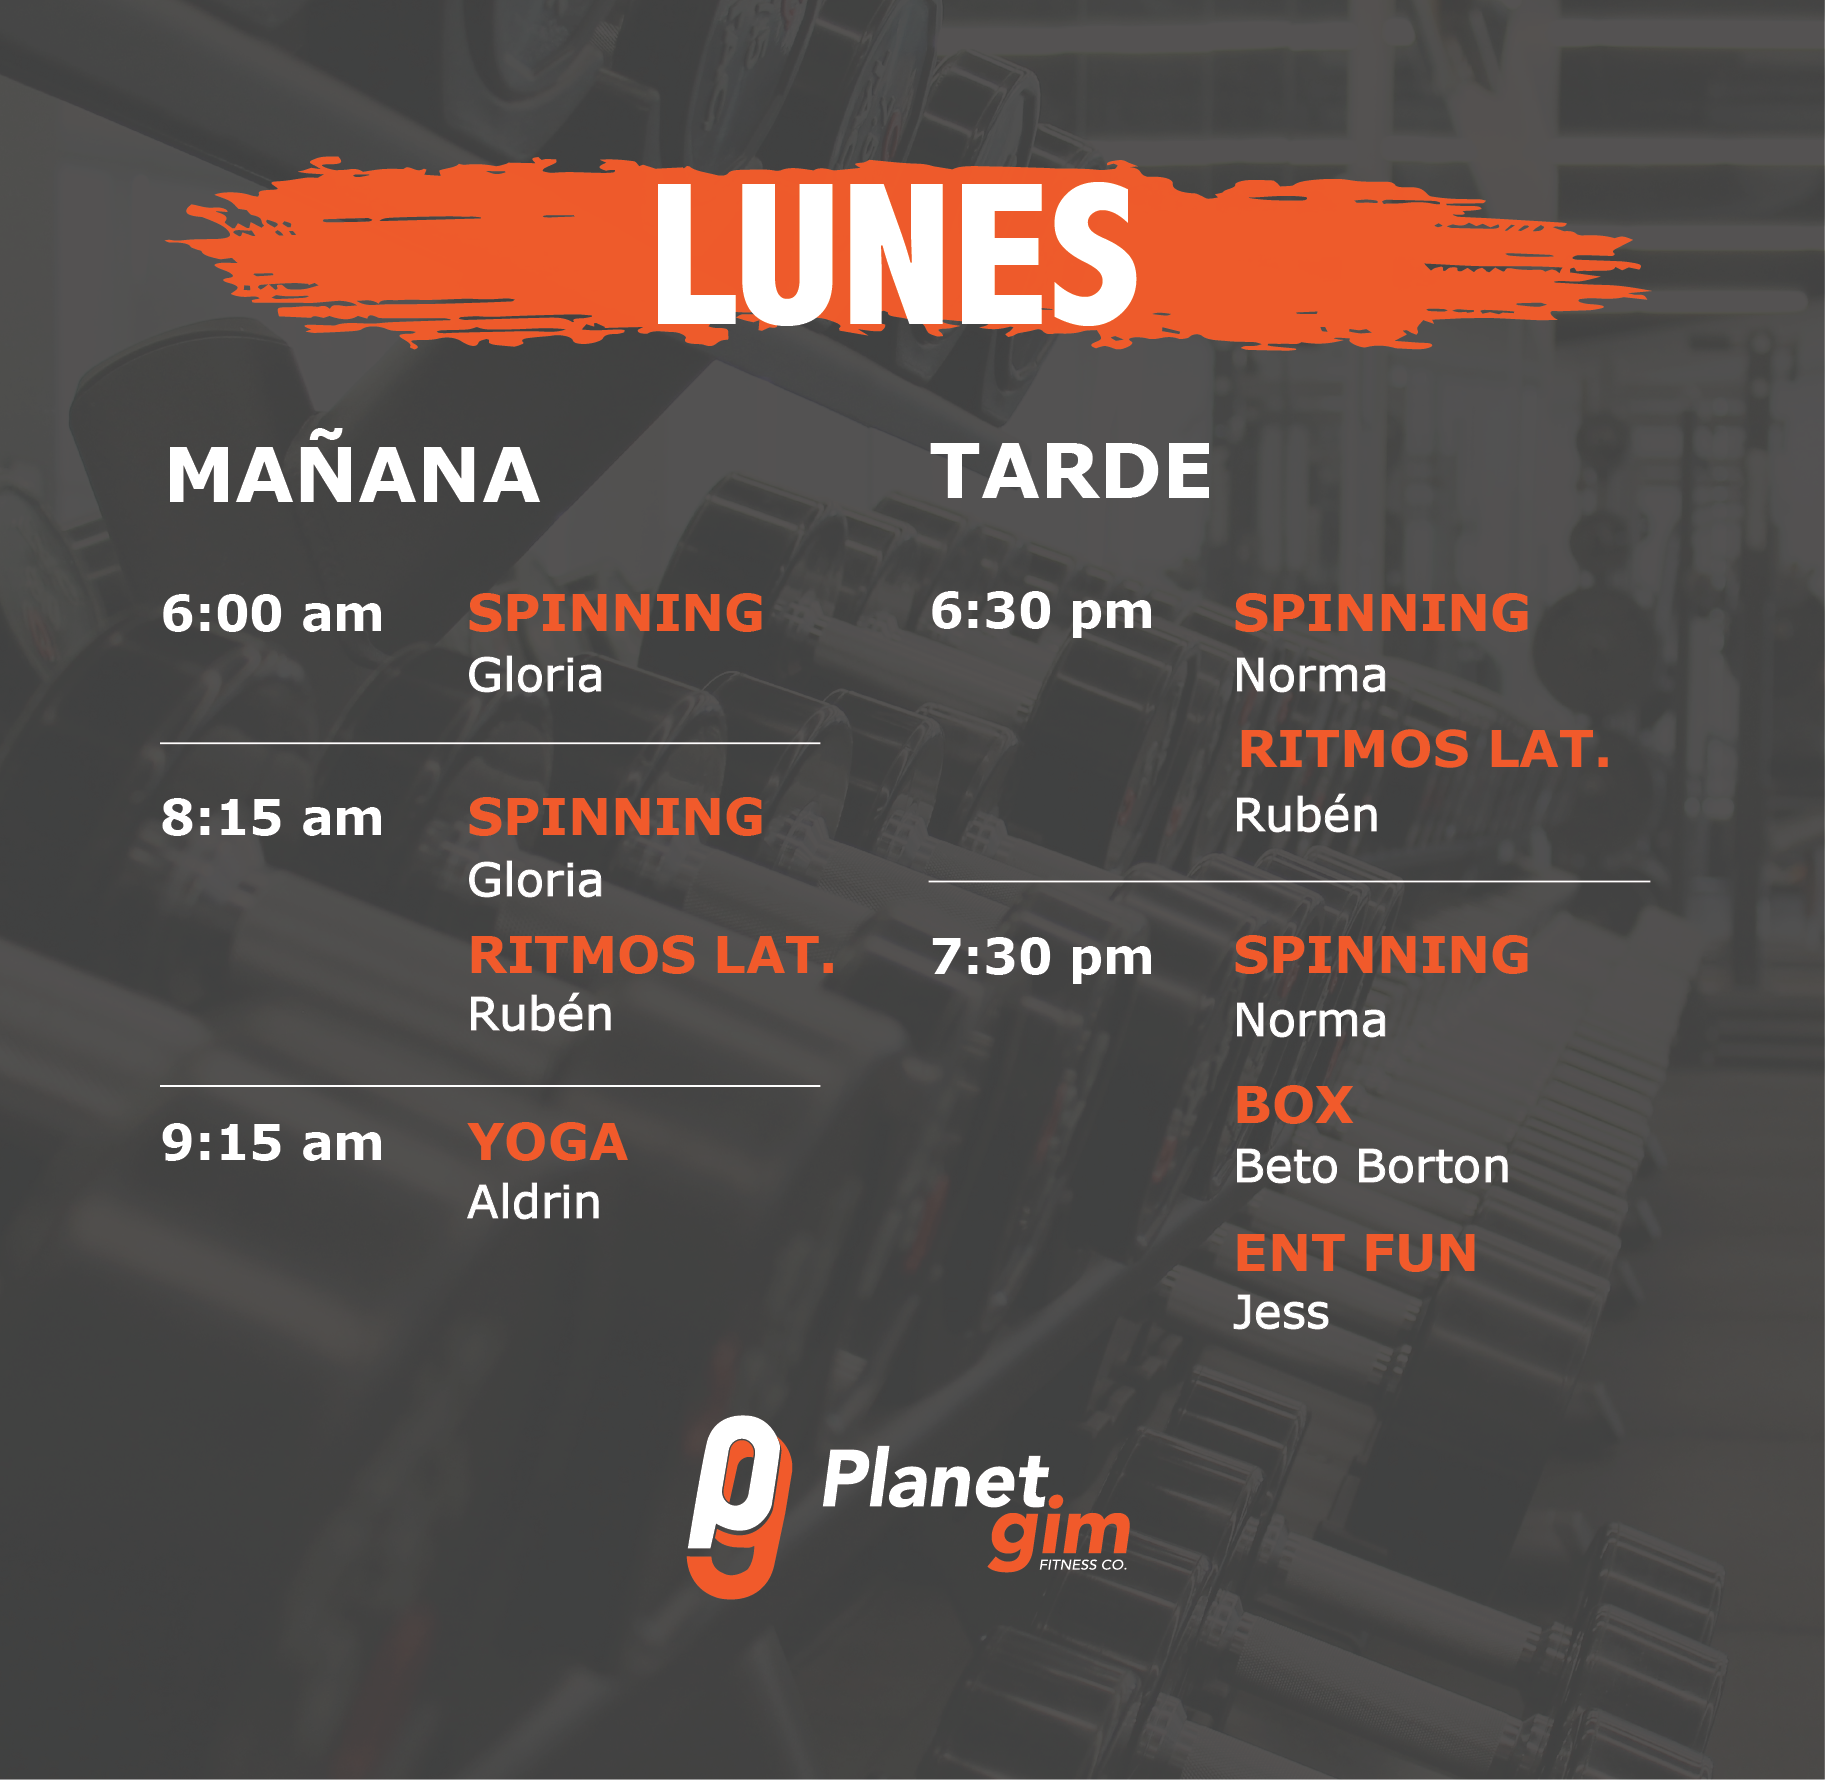 LUNES
MAÑANA
6:00 am SPINNING
Gloria
8:15 am SPINNING
Gloria
RITMOS LAT.
Rubén
9:15 am YOGA
Aldrin
TARDE
6:30 pm SPINNING
Norma
RITMOS LAT.
Rubén
7:30 pm SPINNING
Norma
BOX
Beto Borton
ENT FUN
Jess
Planet
gim
FITNESS CO.